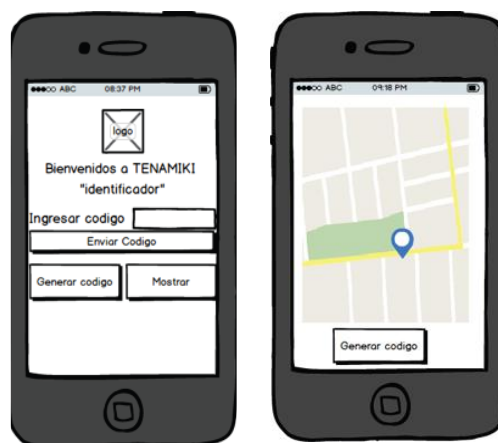 ABC 08:37 PM
logo
Bienvenidos a TENAMIKI
"identificador"
Ingresar codigo
Enviar Codigo
Generar codigo Mostrar
ABC 09:18 PM
Generar codigo